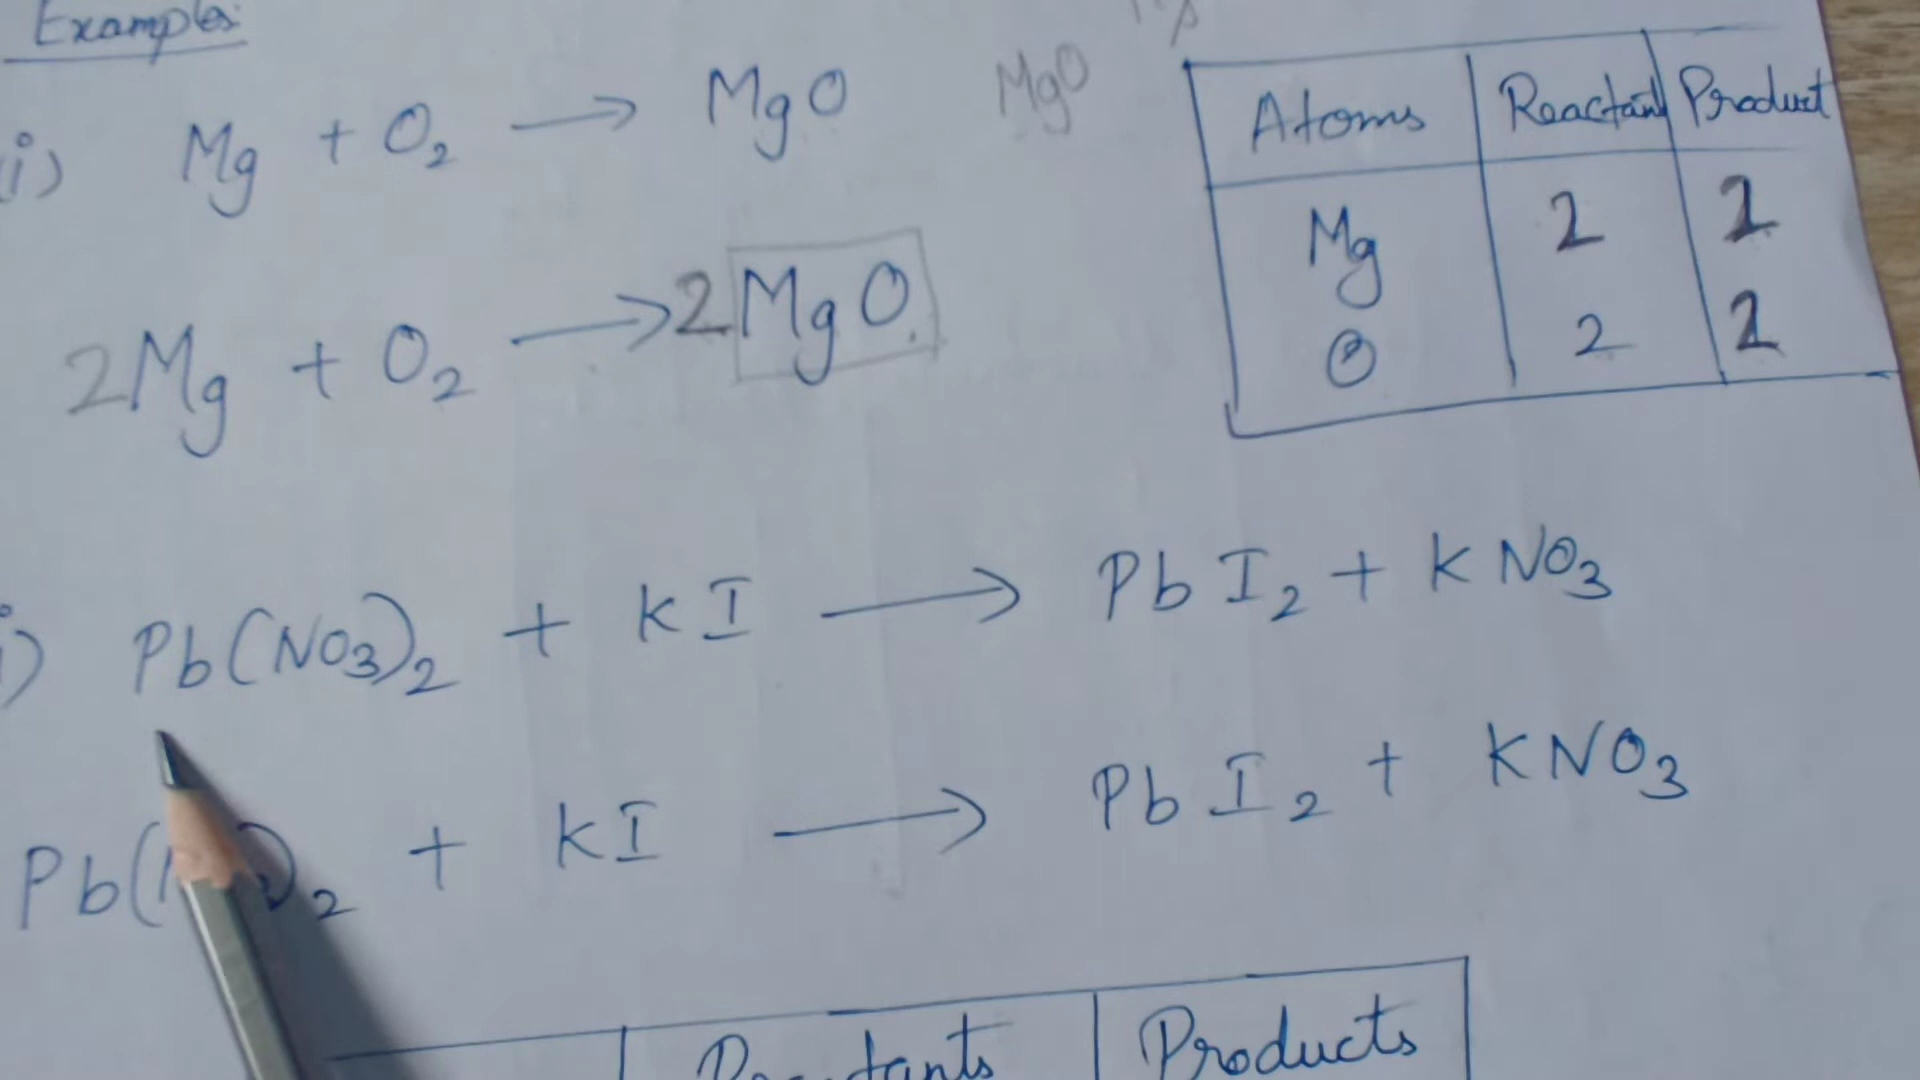 Examples:
i) Mg + O₂ → MgO MgO
2Mg + O₂ → 2MgO
Atoms Reactant Product
Mg 2 2
O 2 2
i) Pb(NO₃)₂ + KI → PbI₂ + KNO₃
Pb( )₂ + KI → PbI₂ + KNO₃
Reactants Products